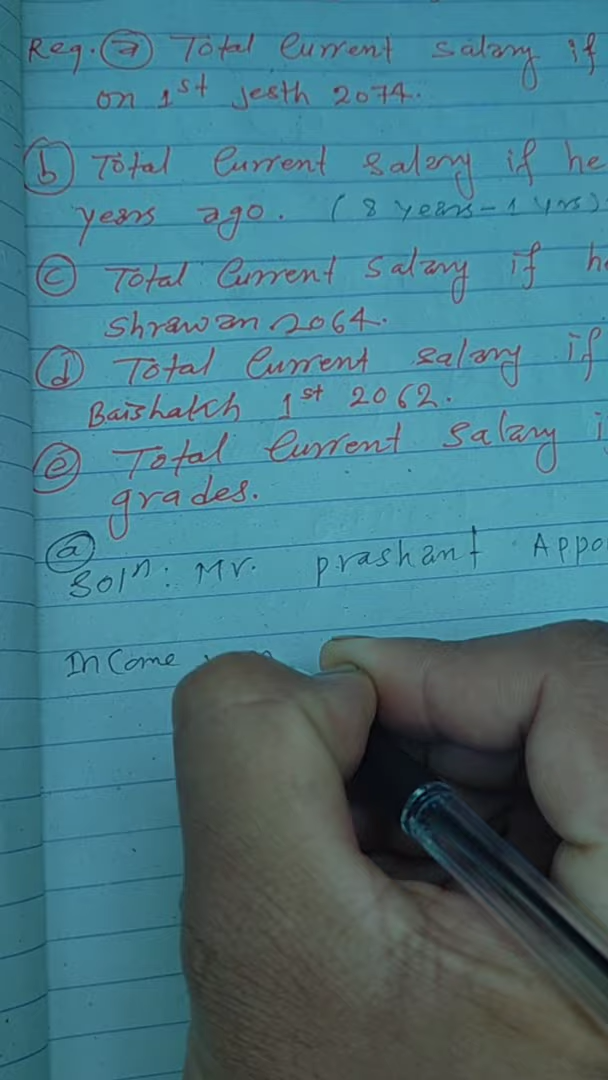 Req. (a) Total Current salary if
on 1st Jesth 2074.
(b) Total Current salary if he
years ago. (8 years - 1 yrs)
(c) Total Current salary if
Shrawan 2064.
(d) Total Current salary if
Baishakh 1st 2062.
(e) Total Current salary
grades.
(a)
Solⁿ: Mr. prashant Appo
Income